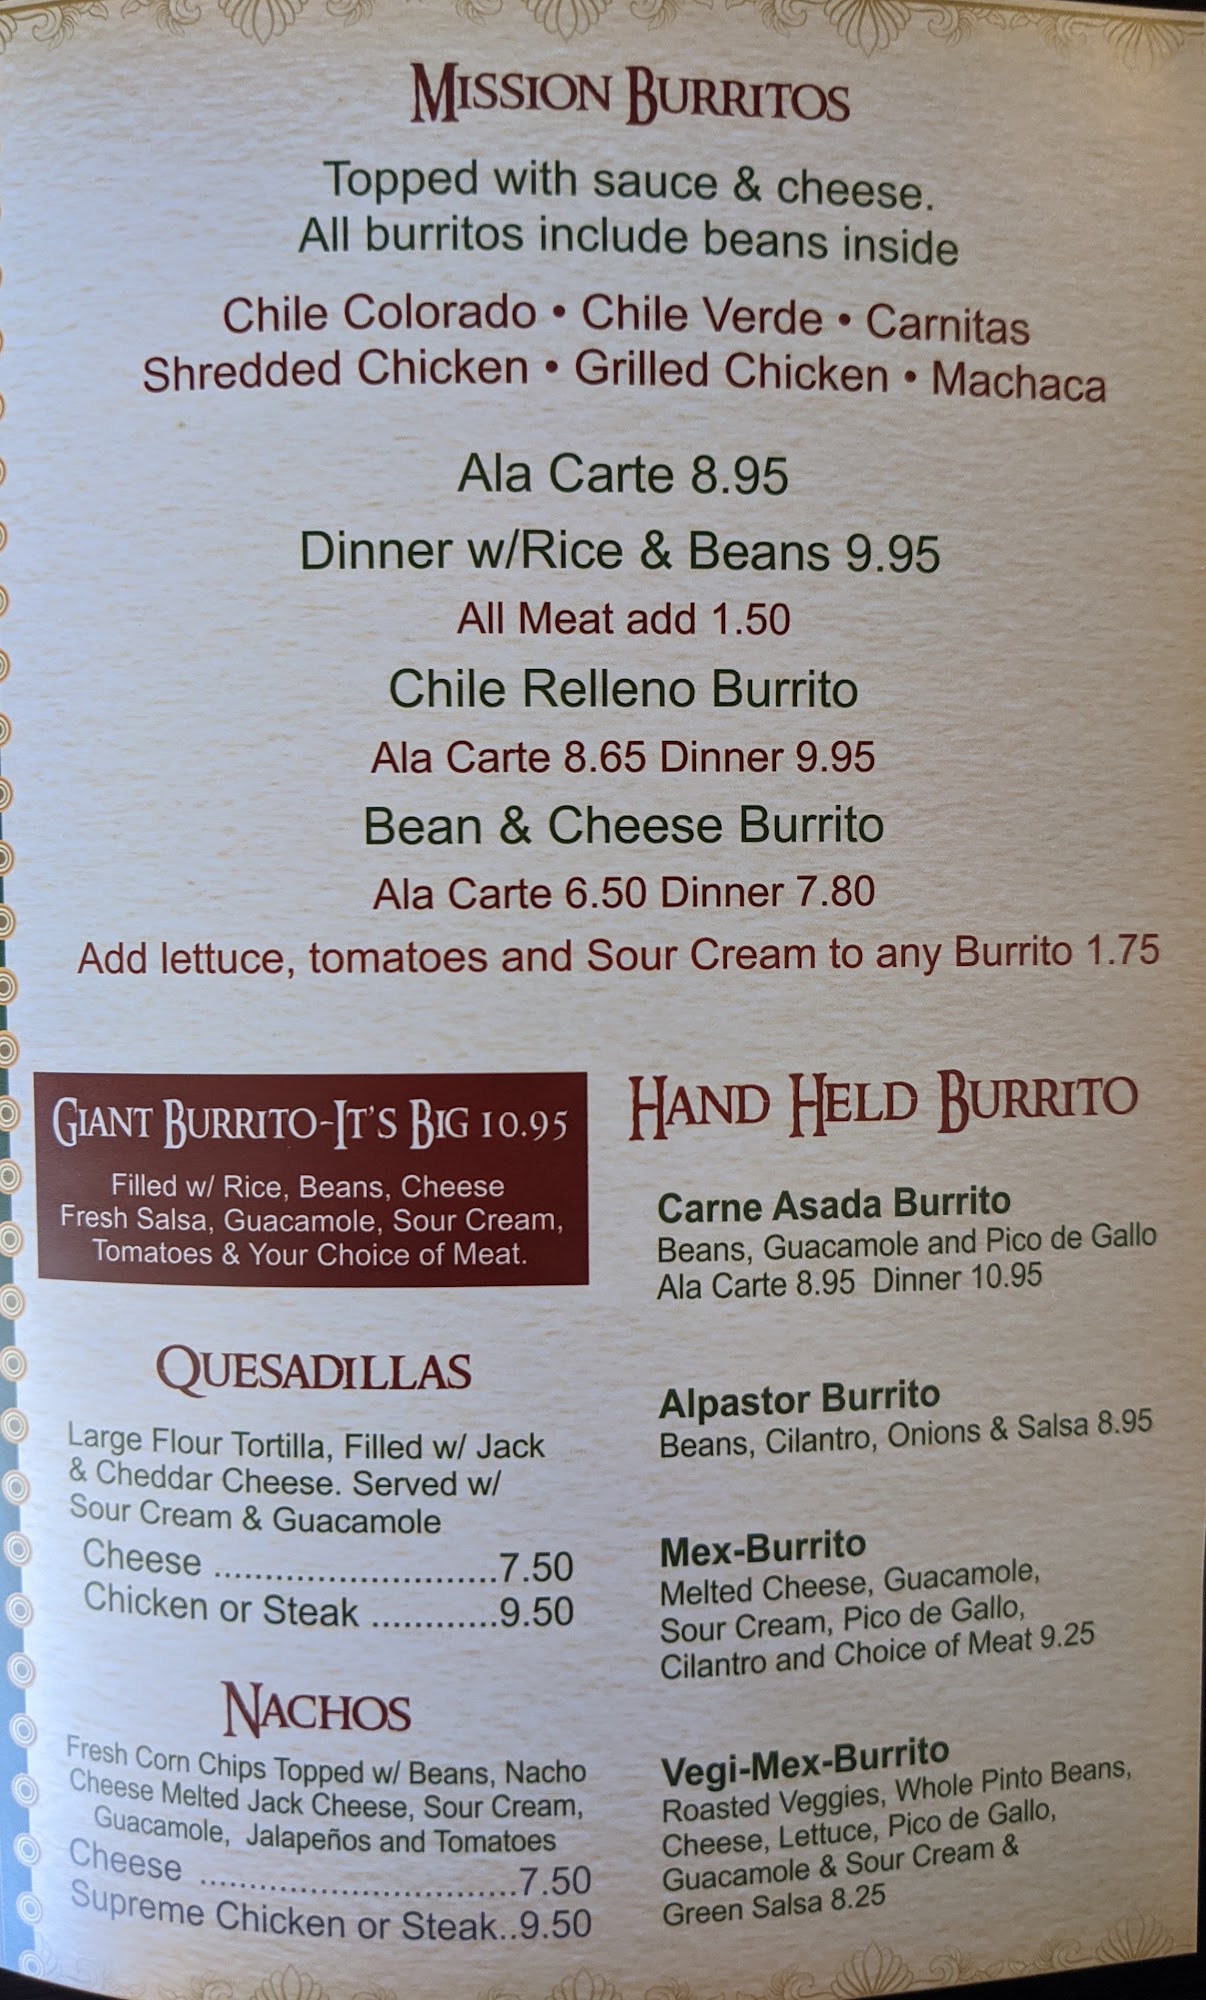 MISSION BURRITOS
Topped with sauce & cheese.
All burritos include beans inside
Chile Colorado • Chile Verde • Carnitas
Shredded Chicken • Grilled Chicken • Machaca
Ala Carte 8.95
Dinner w/Rice & Beans 9.95
All Meat add 1.50
Chile Relleno Burrito
Ala Carte 8.65 Dinner 9.95
Bean & Cheese Burrito
Ala Carte 6.50 Dinner 7.80
Add lettuce, tomatoes and Sour Cream to any Burrito 1.75
GIANT BURRITO-IT'S BIG 10.95
Filled w/ Rice, Beans, Cheese
Fresh Salsa, Guacamole, Sour Cream,
Tomatoes & Your Choice of Meat.
QUESADILLAS
Large Flour Tortilla, Filled w/ Jack
& Cheddar Cheese. Served w/
Sour Cream & Guacamole
Cheese ............................7.50
Chicken or Steak ............9.50
NACHOS
Fresh Corn Chips Topped w/ Beans, Nacho
Cheese Melted Jack Cheese, Sour Cream,
Guacamole, Jalapeños and Tomatoes
Cheese ................................7.50
Supreme Chicken or Steak..9.50
HAND HELD BURRITO
Carne Asada Burrito
Beans, Guacamole and Pico de Gallo
Ala Carte 8.95 Dinner 10.95
Alpastor Burrito
Beans, Cilantro, Onions & Salsa 8.95
Mex-Burrito
Melted Cheese, Guacamole,
Sour Cream, Pico de Gallo,
Cilantro and Choice of Meat 9.25
Vegi-Mex-Burrito
Roasted Veggies, Whole Pinto Beans,
Cheese, Lettuce, Pico de Gallo,
Guacamole & Sour Cream &
Green Salsa 8.25